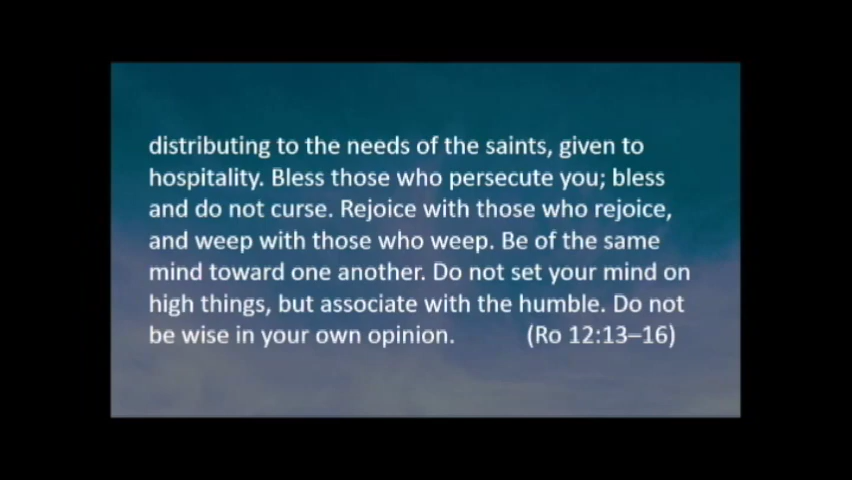 distributing to the needs of the saints, given to
hospitality. Bless those who persecute you; bless
and do not curse. Rejoice with those who rejoice,
and weep with those who weep. Be of the same
mind toward one another. Do not set your mind on
high things, but associate with the humble. Do not
be wise in your own opinion. (Ro 12:13–16)